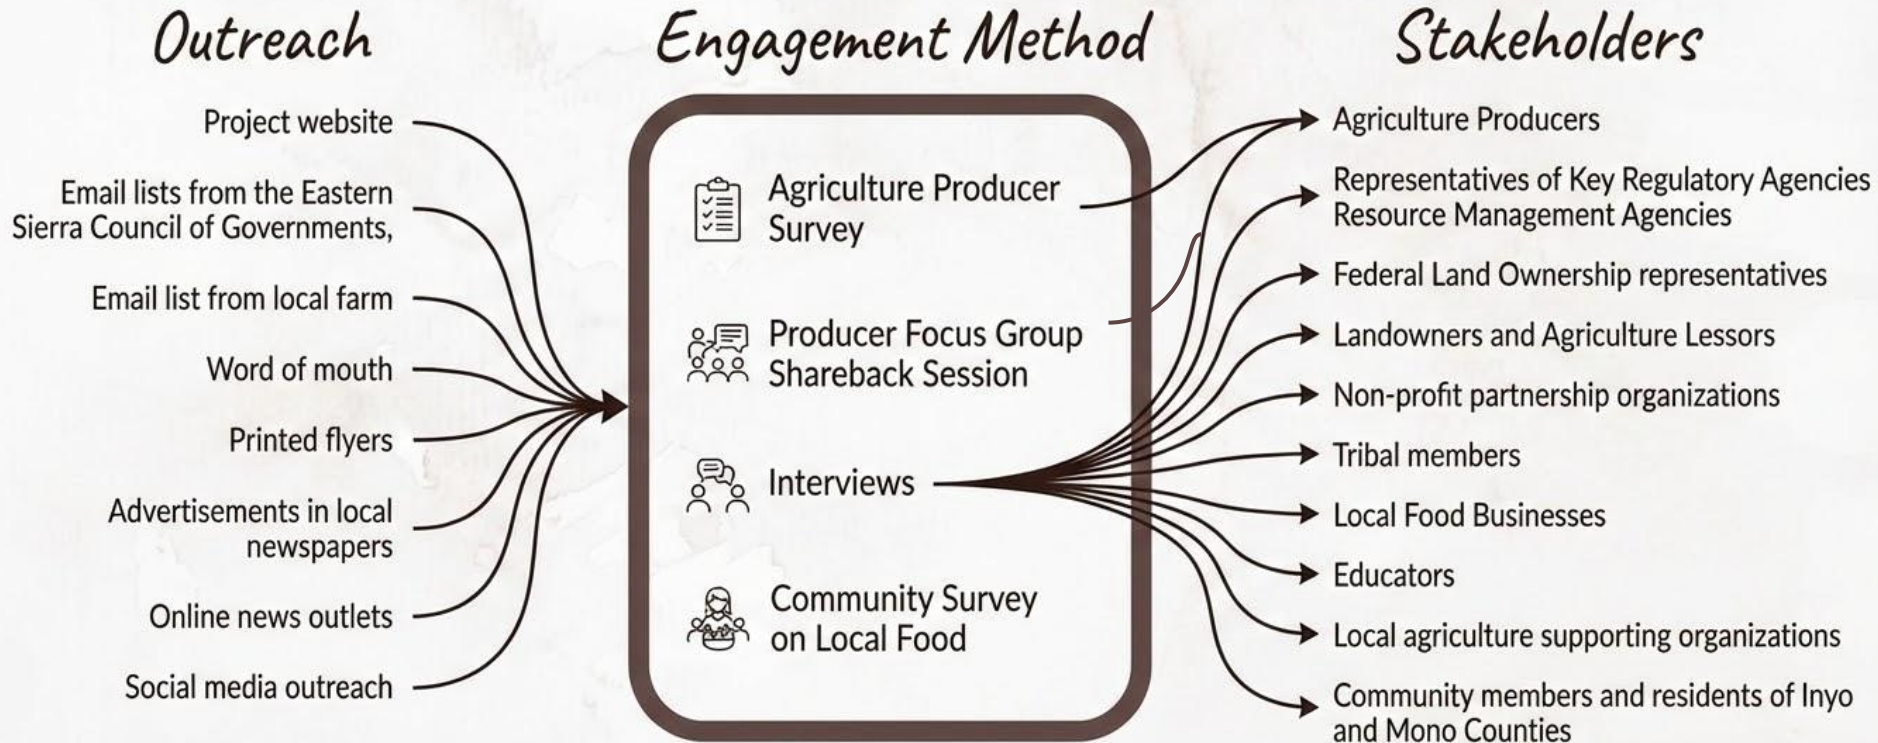 Outreach
Engagement Method
Stakeholders
Project website
Email lists from the Eastern
Sierra Council of Governments,
Email list from local farm
Word of mouth
Printed flyers
Advertisements in local
newspapers
Online news outlets
Social media outreach
Agriculture Producer
Survey
Producer Focus Group
Shareback Session
Interviews
Community Survey
on Local Food
Agriculture Producers
Representatives of Key Regulatory Agencies
Resource Management Agencies
Federal Land Ownership representatives
Landowners and Agriculture Lessors
Non-profit partnership organizations
Tribal members
Local Food Businesses
Educators
Local agriculture supporting organizations
Community members and residents of Inyo
and Mono Counties